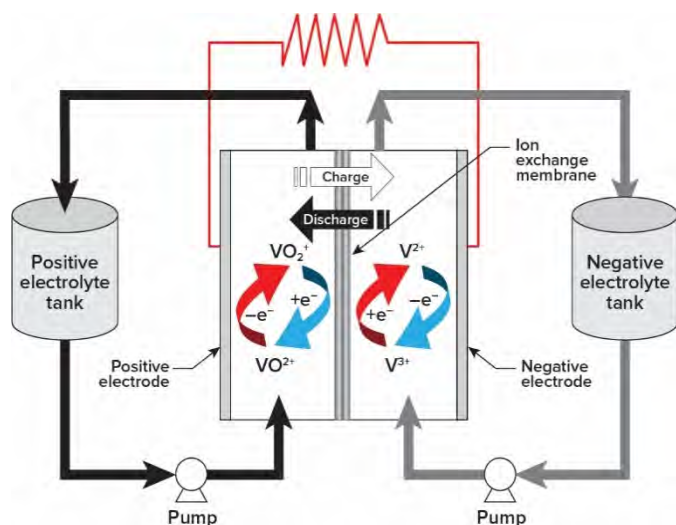 Ion
exchange
membrane
Charge
Discharge
Positive
electrolyte
tank
VO₂⁺
V²⁺
Negative
electrolyte
tank
−e⁻
+e⁻
+e⁻
−e⁻
Positive
electrode
VO²⁺
V³⁺
Negative
electrode
Pump
Pump